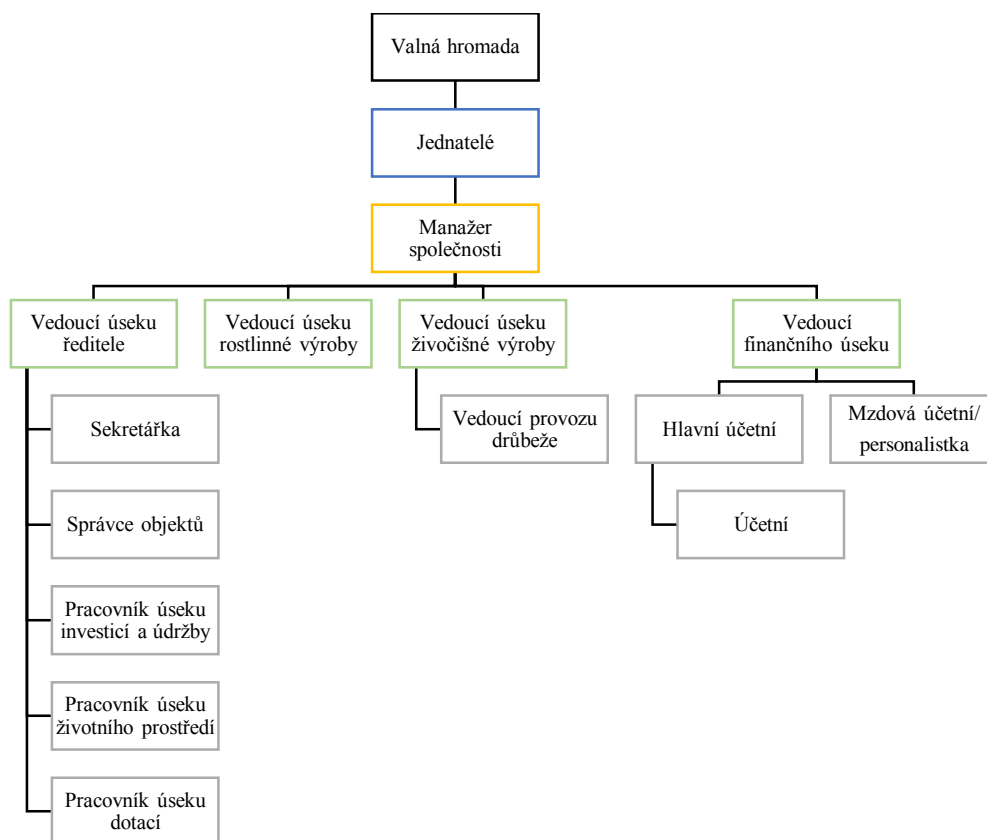 Valná hromada
Jednatelé
Manažer
společnosti
Vedoucí úseku
ředitele
Vedoucí úseku
rostlinné výroby
Vedoucí úseku
živočišné výroby
Vedoucí
finančního úseku
Sekretářka
Vedoucí provozu
drůbeže
Hlavní účetní
Mzdová účetní/
personalistka
Správce objektů
Účetní
Pracovník úseku
investicí a údržby
Pracovník úseku
životního prostředí
Pracovník úseku
dotací